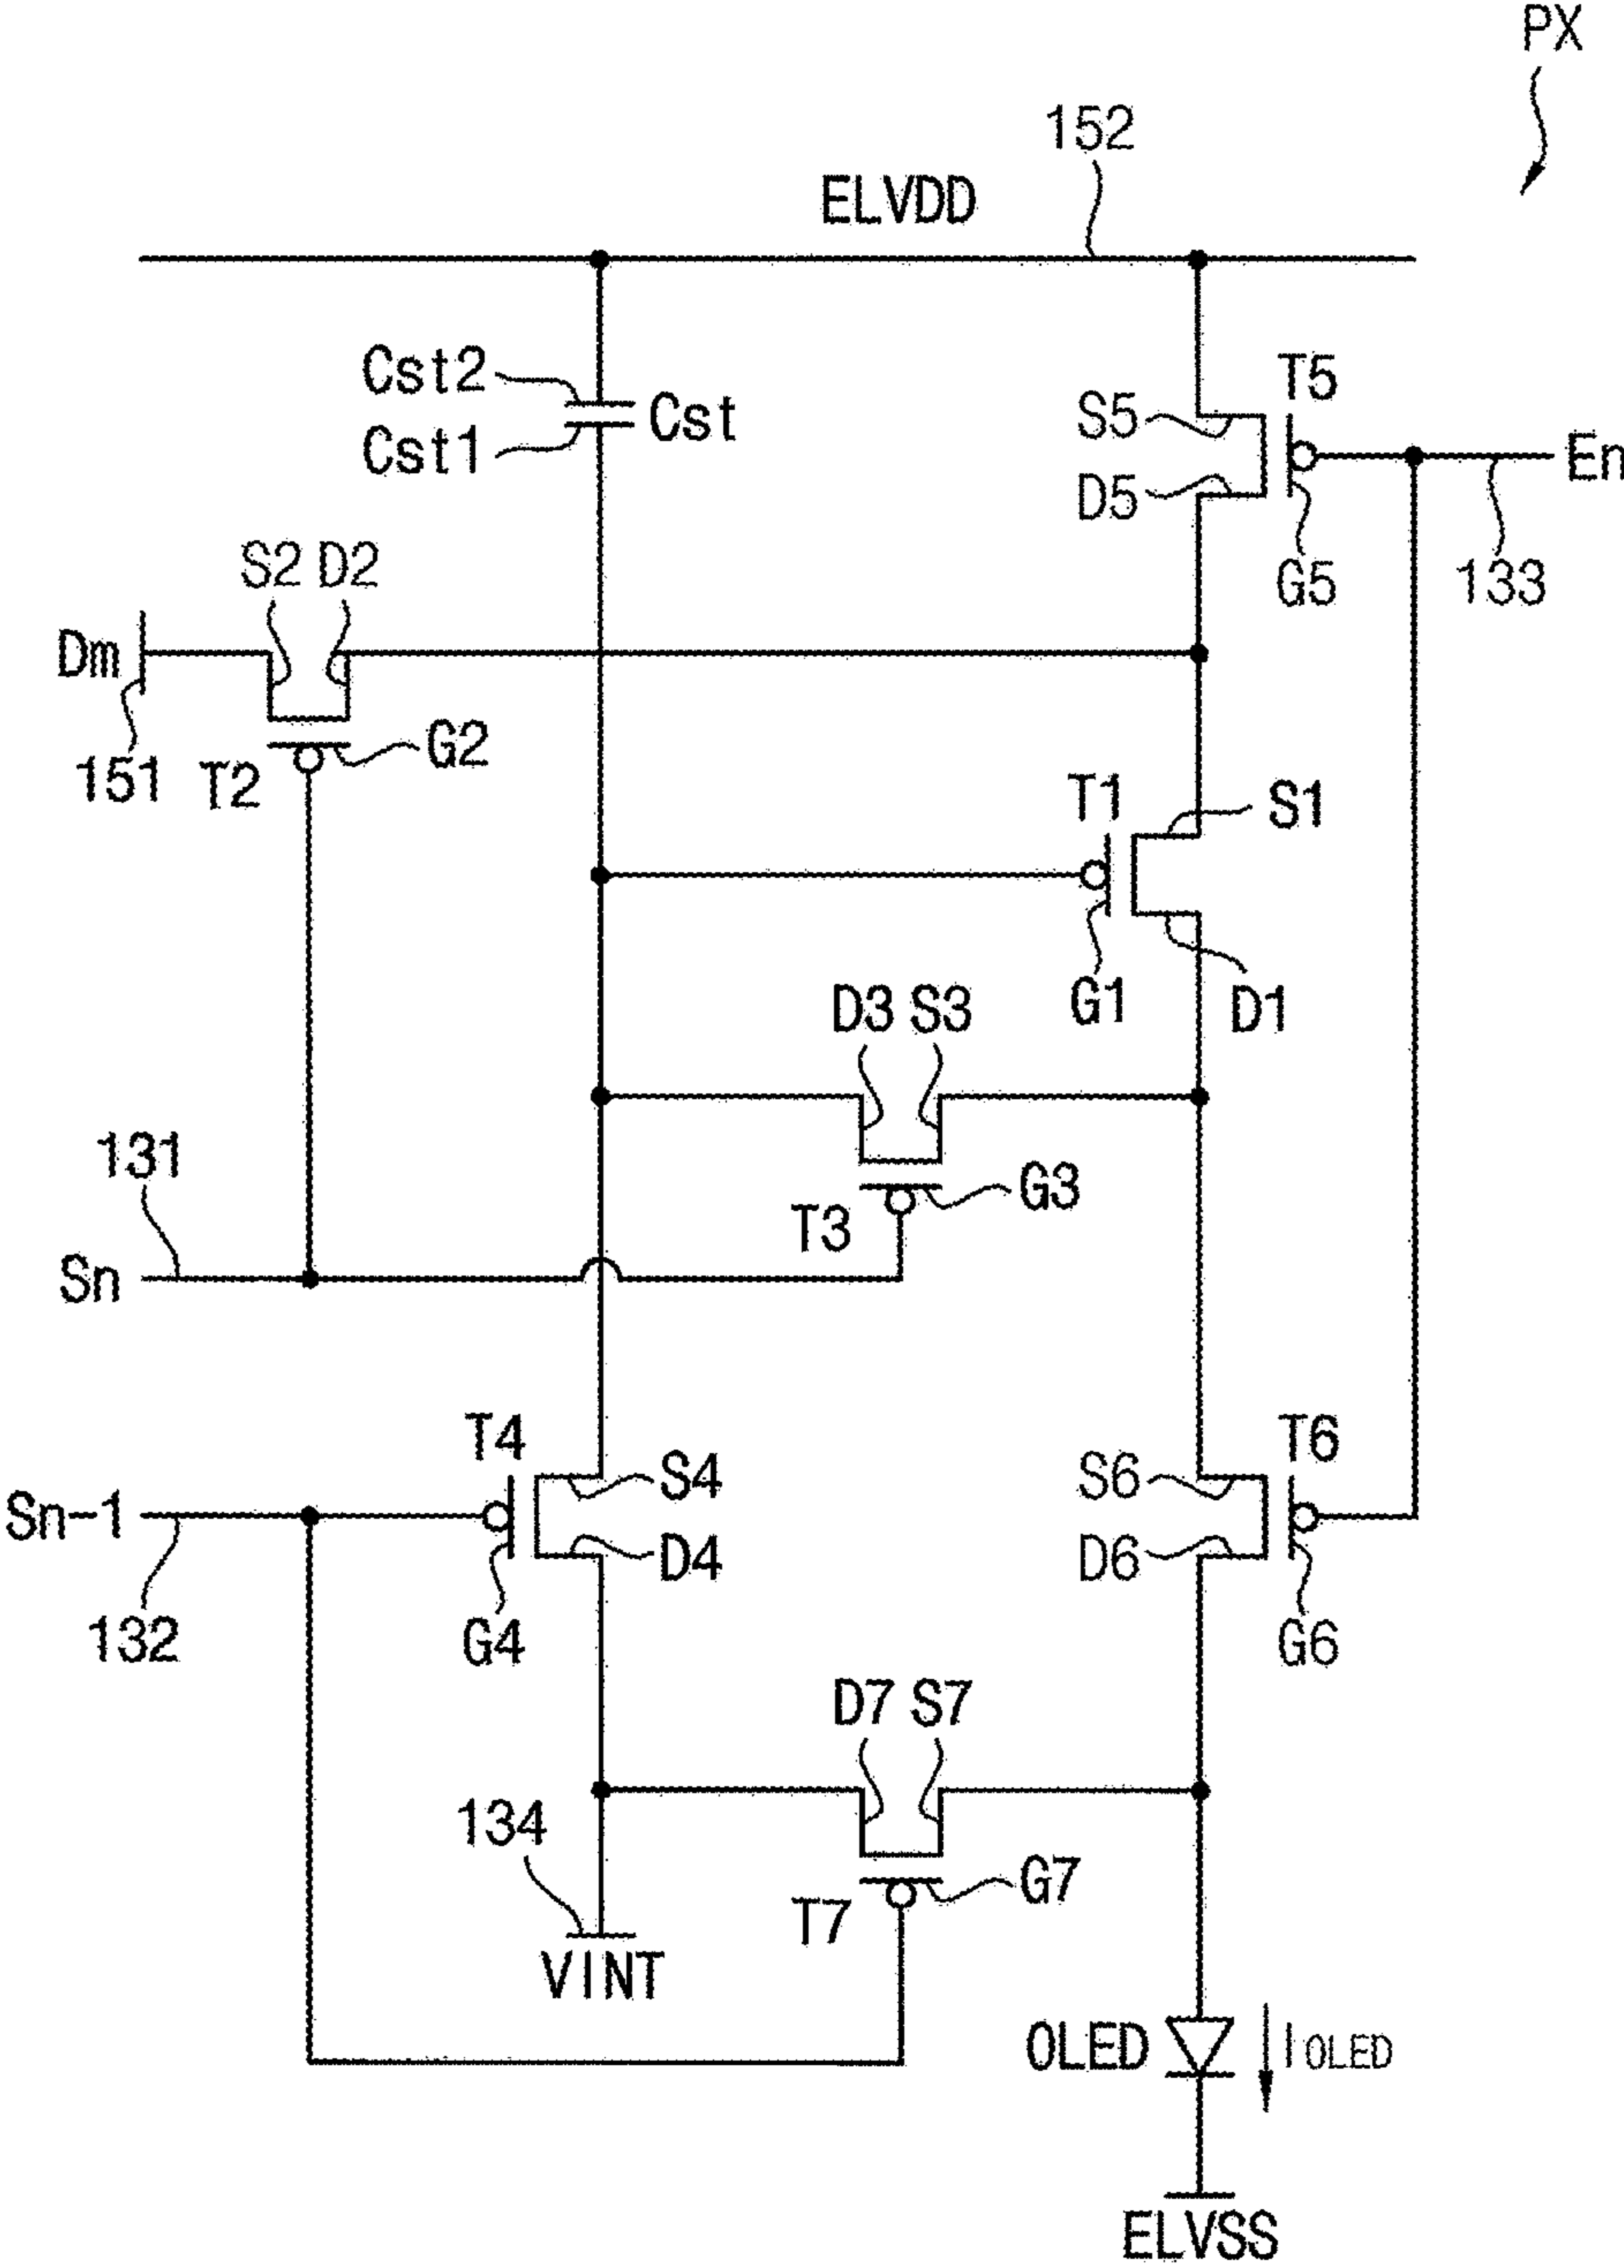 PX
152
ELVDD
Cst2
Cst
Cst1
T5
S5
D5
En
G5
133
S2 D2
Dm
151
T2
G2
T1
S1
G1
D1
D3 S3
131
G3
T3
Sn
T4
S4
T6
S6
Sn-1
D4
D6
132
G4
G6
D7 S7
134
G7
T7
VINT
OLED
I OLED
ELVSS